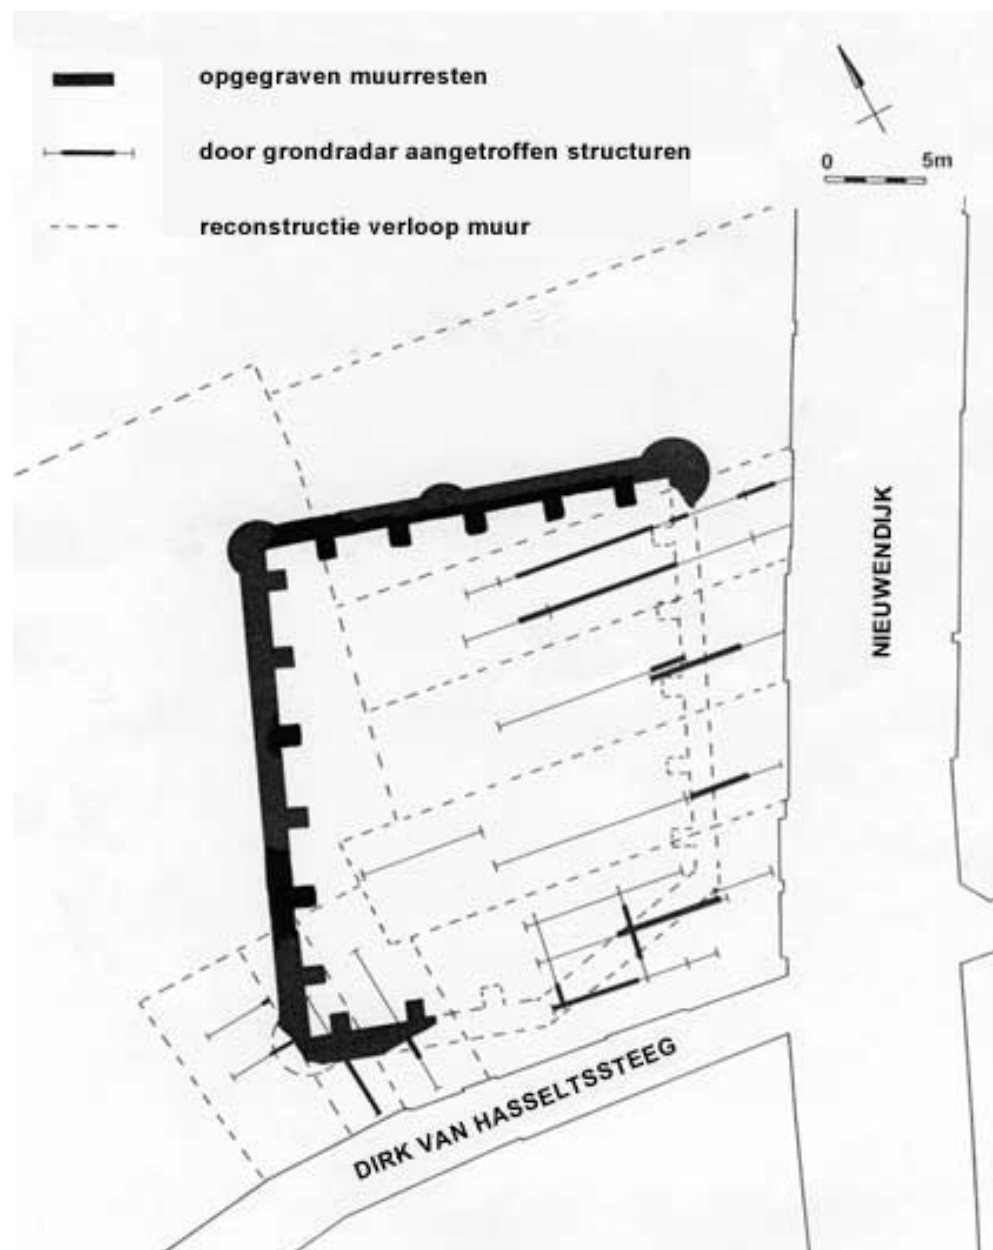 opgegraven muurresten
door grondradar aangetroffen structuren
reconstructie verloop muur
0 5m
NIEUWENDIJK
DIRK VAN HASSELTSSTEEG